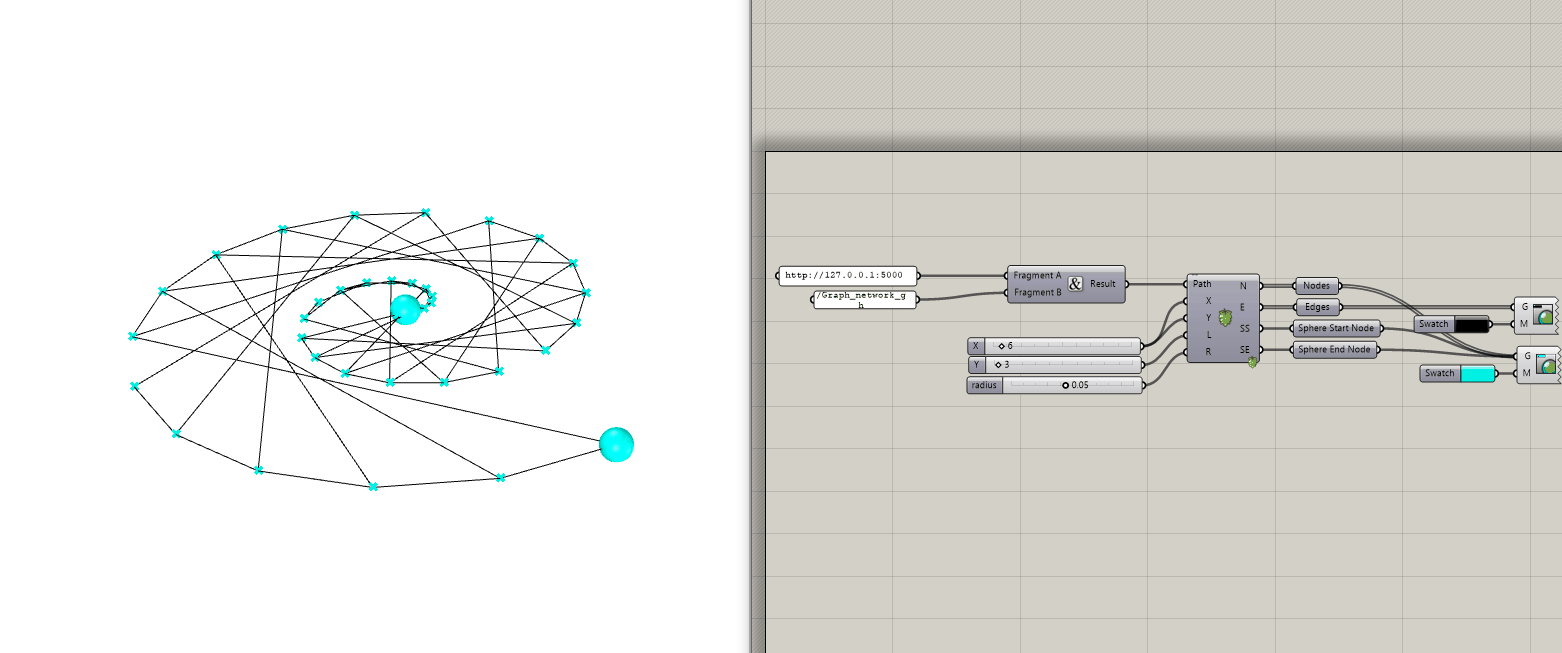 http://127.0.0.1:5000
/Graph_network_g
h
Fragment A
Fragment B
Result
Path
X
Y
L
R
N
E
SS
SE
Nodes
Edges
Sphere Start Node
Sphere End Node
X 6
Y 3
radius 0.05
Swatch
G
M
Swatch
G
M